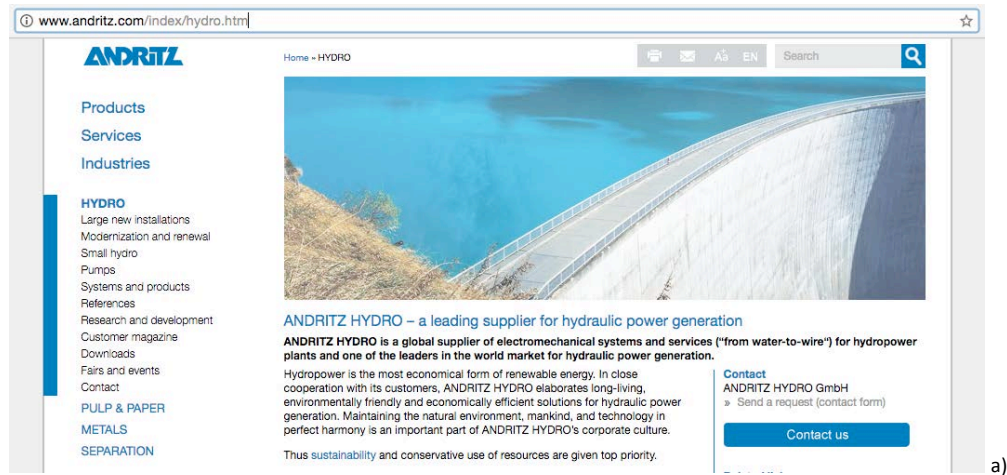 www.andritz.com/index/hydro.htm
ANDRITZ
Home » HYDRO
Aa EN Search
Products
Services
Industries
HYDRO
Large new installations
Modernization and renewal
Small hydro
Pumps
Systems and products
References
Research and development
Customer magazine
Downloads
Fairs and events
Contact
PULP & PAPER
METALS
SEPARATION
ANDRITZ HYDRO – a leading supplier for hydraulic power generation
ANDRITZ HYDRO is a global supplier of electromechanical systems and services ("from water-to-wire") for hydropower
plants and one of the leaders in the world market for hydraulic power generation.
Hydropower is the most economical form of renewable energy. In close
cooperation with its customers, ANDRITZ HYDRO elaborates long-living,
environmentally friendly and economically efficient solutions for hydraulic power
generation. Maintaining the natural environment, mankind, and technology in
perfect harmony is an important part of ANDRITZ HYDRO's corporate culture.
Thus sustainability and conservative use of resources are given top priority.
Contact
ANDRITZ HYDRO GmbH
» Send a request (contact form)
Contact us
a)